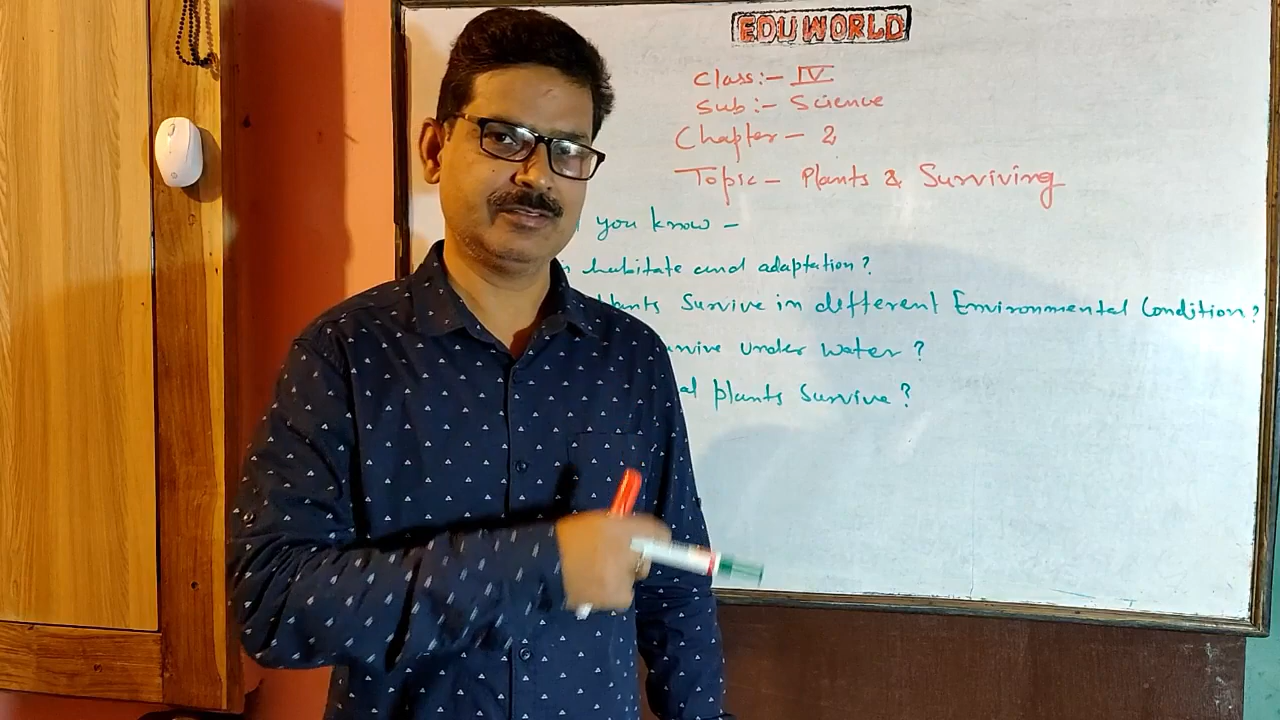 EDU WORLD
Class:- IV
Sub:- Science
Chapter - 2
Topic - Plants & Surviving
you know -
habitate and adaptation?
plants Survive in different Environmental Condition?
Under water?
plants Survive?